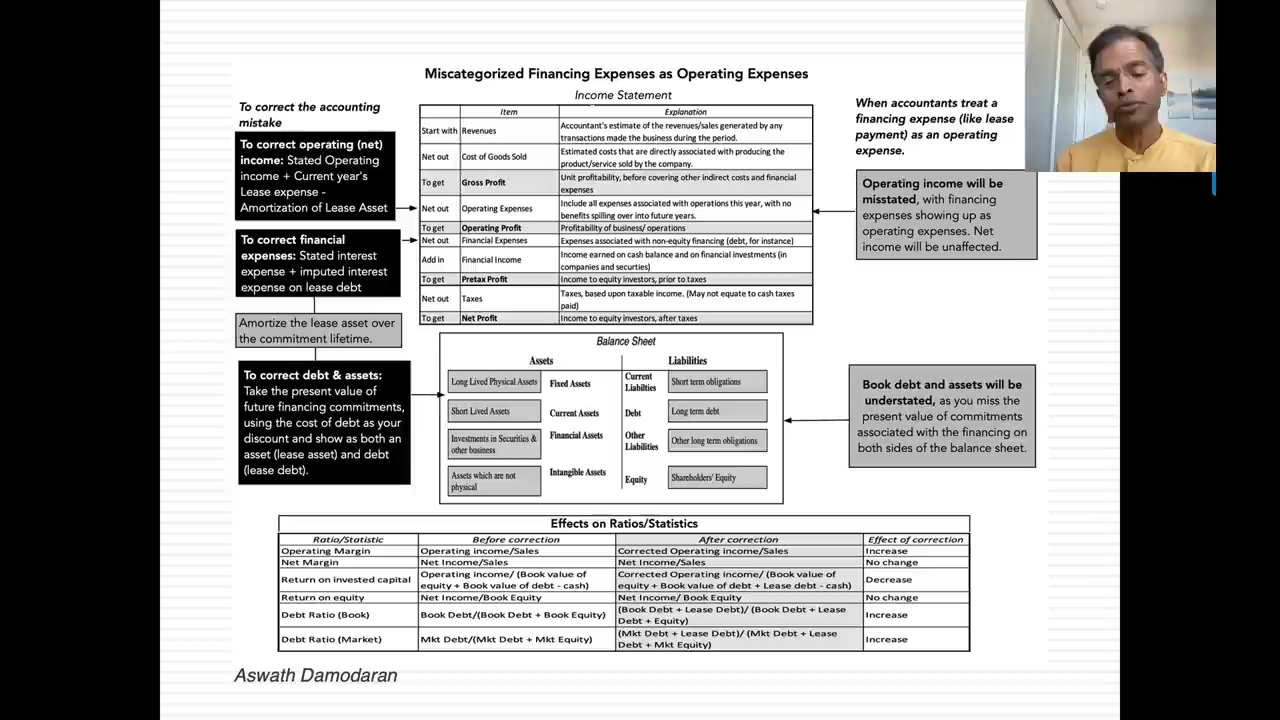 Miscategorized Financing Expenses as Operating Expenses
To correct the accounting
mistake
To correct operating (net)
income: Stated Operating
income + Current year's
Lease expense -
Amortization of Lease Asset
To correct financial
expenses: Stated interest
expense + imputed interest
expense on lease debt
Amortize the lease asset over
the commitment lifetime.
To correct debt & assets:
Take the present value of
future financing commitments,
using the cost of debt as your
discount and show as both an
asset (lease asset) and debt
(lease debt).
Income Statement
Item Explanation
Start with Revenues Accountant's estimate of the revenues/sales generated by any
transactions made the business during the period.
Net out Cost of Goods Sold Estimated costs that are directly associated with producing the
product/service sold by the company.
To get Gross Profit Unit profitability, before covering other indirect costs and financial
expenses
Net out Operating Expenses Include all expenses associated with operations this year, with no
benefits spilling over into future years.
To get Operating Profit Profitability of business/ operations
Net out Financial Expenses Expenses associated with non-equity financing (debt, for instance)
Add in Financial Income Income earned on cash balance and on financial investments (in
companies and securties)
To get Pretax Profit Income to equity investors, prior to taxes
Net out Taxes Taxes, based upon taxable income. (May not equate to cash taxes
paid)
To get Net Profit Income to equity investors, after taxes
Balance Sheet
Assets Liabilities
Long Lived Physical Assets Fixed Assets Current
Liabilties Short term obligations
Short Lived Assets Current Assets Debt Long term debt
Investments in Securities &
other business Financial Assets Other
Liabilities Other long term obligations
Assets which are not
physical Intangible Assets Equity Shareholders' Equity
When accountants treat a
financing expense (like lease
payment) as an operating
expense.
Operating income will be
misstated, with financing
expenses showing up as
operating expenses. Net
income will be unaffected.
Book debt and assets will be
understated, as you miss the
present value of commitments
associated with the financing on
both sides of the balance sheet.
Effects on Ratios/Statistics
Ratio/Statistic Before correction After correction Effect of correction
Operating Margin Operating income/Sales Corrected Operating income/Sales Increase
Net Margin Net Income/Sales Net Income/Sales No change
Return on invested capital Operating income/ (Book value of
equity + Book value of debt - cash) Corrected Operating income/ (Book value of
equity + Book value of debt + Lease debt - cash) Decrease
Return on equity Net Income/Book Equity Net Income/ Book Equity No change
Debt Ratio (Book) Book Debt/(Book Debt + Book Equity) (Book Debt + Lease Debt)/ (Book Debt + Lease
Debt + Equity) Increase
Debt Ratio (Market) Mkt Debt/(Mkt Debt + Mkt Equity) (Mkt Debt + Lease Debt)/ (Mkt Debt + Lease
Debt + Mkt Equity) Increase
Aswath Damodaran